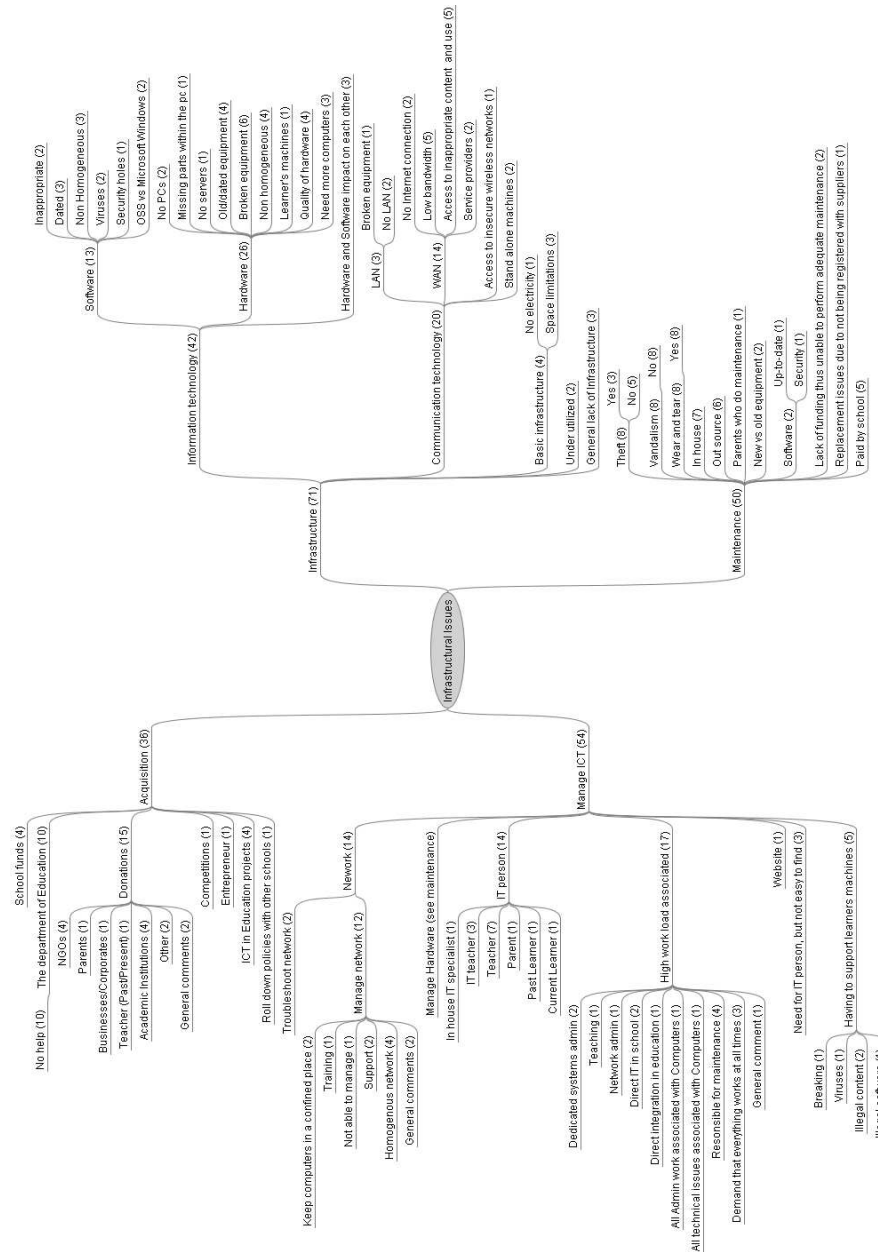 Infrastructural Issues
Acquisition (36)
School funds (4)
The department of Education (10)
No help (10)
Donations (15)
NGOs (4)
Parents (1)
Businesses/Corporates (1)
Teacher (Past/Present) (1)
Academic Institutions (4)
Other (2)
General comments (2)
Competitions (1)
Entrepreneur (1)
ICT in Education projects (4)
Roll down policies with other schools (1)
Manage ICT (54)
Nework (14)
Troubleshoot network (2)
Manage network (12)
Keep computers in a confined place (2)
Training (1)
Not able to manage (1)
Support (2)
Homogenous network (4)
General comments (2)
Manage Hardware (see maintenance)
IT person (14)
In house IT specialist (1)
IT teacher (3)
Teacher (7)
Parent (1)
Past Learner (1)
Current Learner (1)
High work load associated (17)
Dedicated systems admin (2)
Teaching (1)
Network admin (1)
Direct IT in school (2)
Direct integration in education (1)
All Admin work associated with Computers (1)
All technical issues associated with Computers (1)
Resonsible for maintenance (4)
Demand that everything works at all times (3)
General comment (1)
Website (1)
Need for IT person, but not easy to find (3)
Having to support learners machines (5)
Breaking (1)
Viruses (1)
Illegal content (2)
Infrastructure (71)
Information technology (42)
Software (13)
Inappropriate (2)
Dated (3)
Non Homogeneous (3)
Viruses (2)
Security holes (1)
OSS vs Microsoft Windows (2)
Hardware (26)
No PCs (2)
Missing parts within the pc (1)
No servers (1)
Old/dated equipment (4)
Broken equipment (6)
Non homogeneous (4)
Learner's machines (1)
Quality of hardware (4)
Need more computers (3)
Hardware and Software impact on each other (3)
Communication technology (20)
LAN (3)
Broken equipment (1)
No LAN (2)
WAN (14)
No Internet connection (2)
Low bandwidth (5)
Access to inappropriate content and use (5)
Service providers (2)
Access to insecure wireless networks (1)
Stand alone machines (2)
Basic infrastructure (4)
No electricity (1)
Space limitations (3)
Under utilized (2)
General lack of Infrastructure (3)
Maintenance (50)
Theft (8)
Yes (3)
No (5)
Vandalism (8)
No (8)
Wear and tear (8)
Yes (8)
In house (7)
Out source (6)
Parents who do maintenance (1)
New vs old equipment (2)
Software (2)
Up-to-date (1)
Security (1)
Lack of funding thus unable to perform adequate maintenance (2)
Replacement issues due to not being registered with suppliers (1)
Paid by school (5)